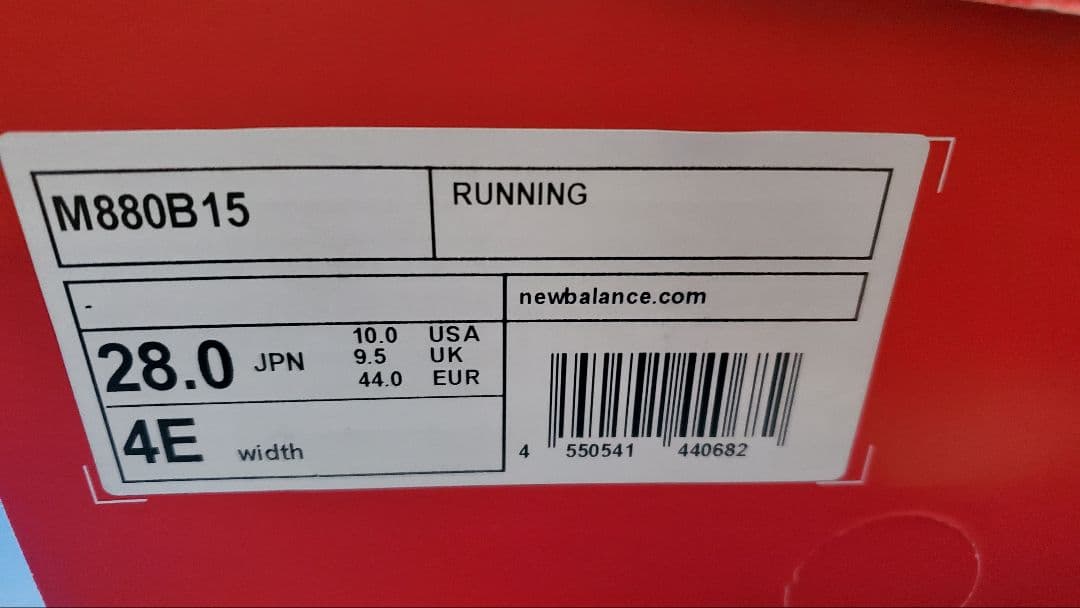 M880B15
RUNNING
-
newbalance.com
28.0 JPN
10.0 USA
9.5 UK
44.0 EUR
4E width
4 550541 440682